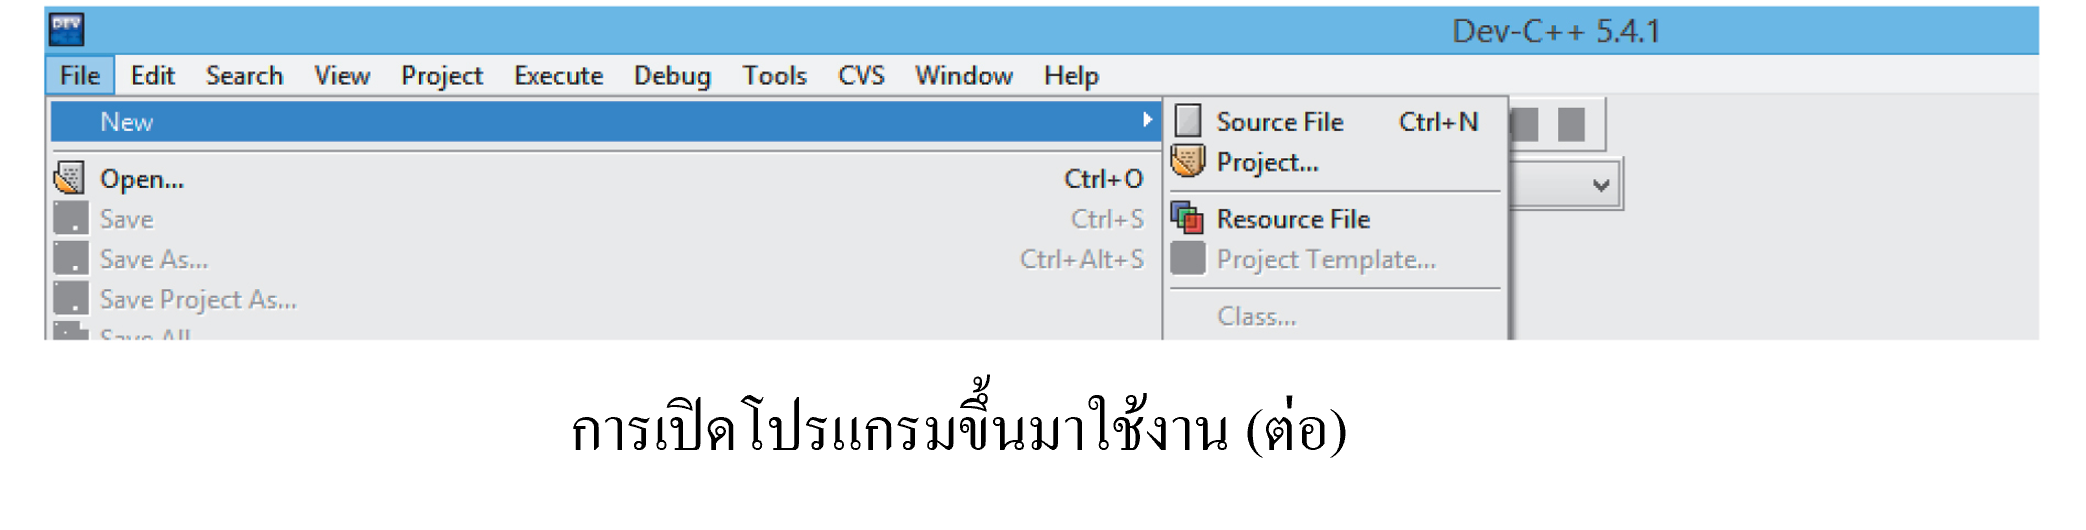 DEV
Dev-C++ 5.4.1
File Edit Search View Project Execute Debug Tools CVS Window Help
New
Open... Ctrl+O
Save Ctrl+S
Save As... Ctrl+Alt+S
Save Project As...
Save All
Source File Ctrl+N
Project...
Resource File
Project Template...
Class...
การเปิดโปรแกรมขึ้นมาใช้งาน (ต่อ)